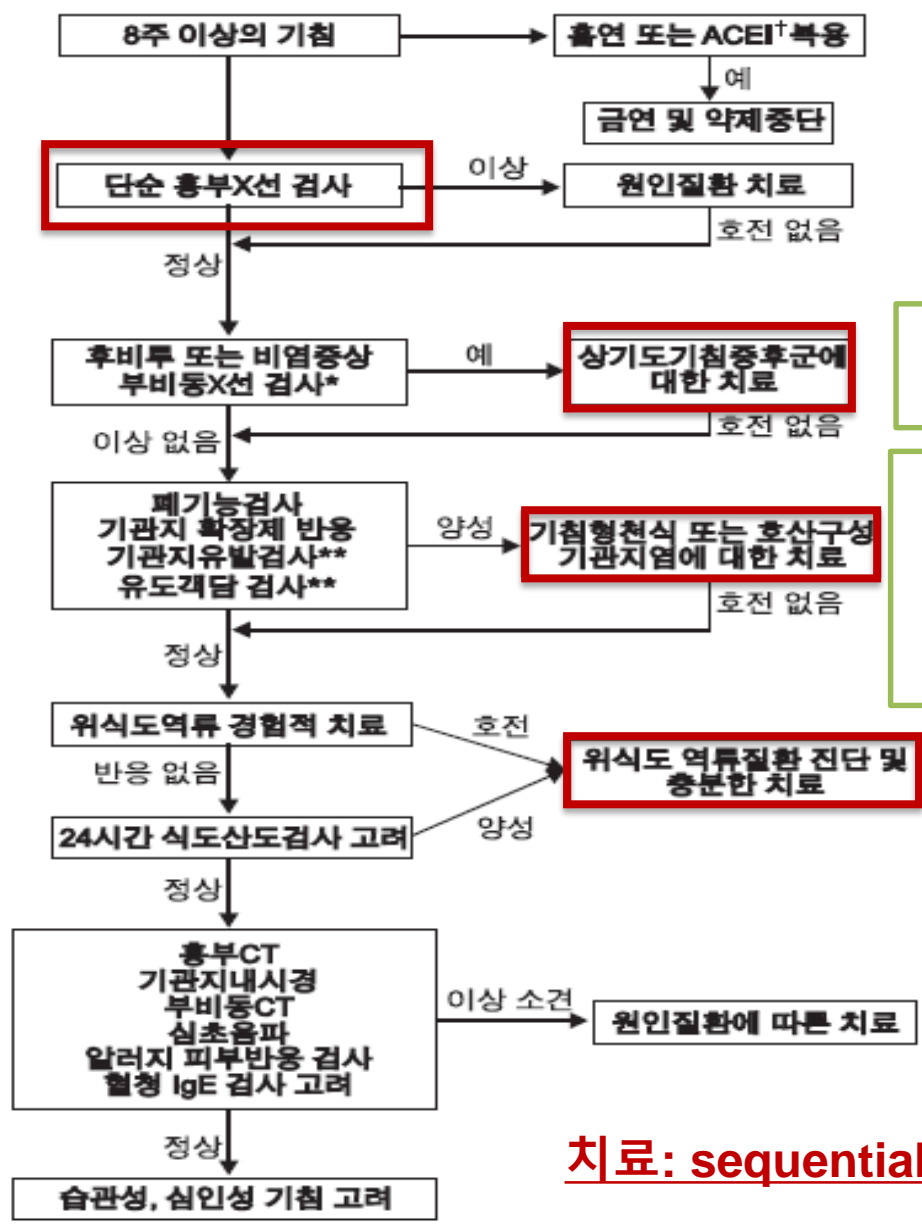 8주 이상의 기침
흡연 또는 ACEI†복용
예
금연 및 약제중단
단순 흉부X선 검사
이상
원인질환 치료
호전 없음
정상
후비루 또는 비염증상
부비동X선 검사*
예
상기도기침증후군에
대한 치료
호전 없음
이상 없음
폐기능검사
기관지 확장제 반응
기관지유발검사**
유도객담 검사**
양성
기침형천식 또는 호산구성
기관지염에 대한 치료
호전 없음
정상
위식도역류 경험적 치료
호전
위식도 역류질환 진단 및
충분한 치료
반응 없음
24시간 식도산도검사 고려
양성
정상
흉부CT
기관지내시경
부비동CT
심초음파
알러지 피부반응 검사
혈청 IgE 검사 고려
이상 소견
원인질환에 따른 치료
정상
습관성, 심인성 기침 고려
치료: sequential